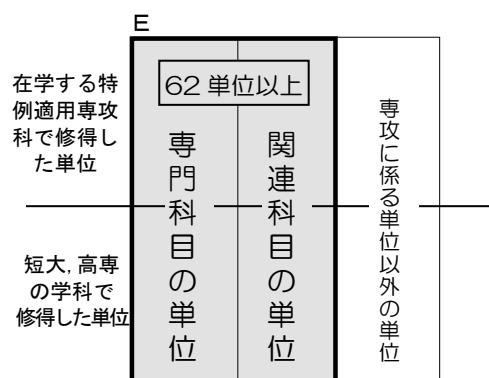 E
62 単位以上
在学する特
例適用専攻
科で修得し
た単位
専門科目の単位
関連科目の単位
専攻に係る単位以外の単位
短大,高専
の学科で
修得した単位